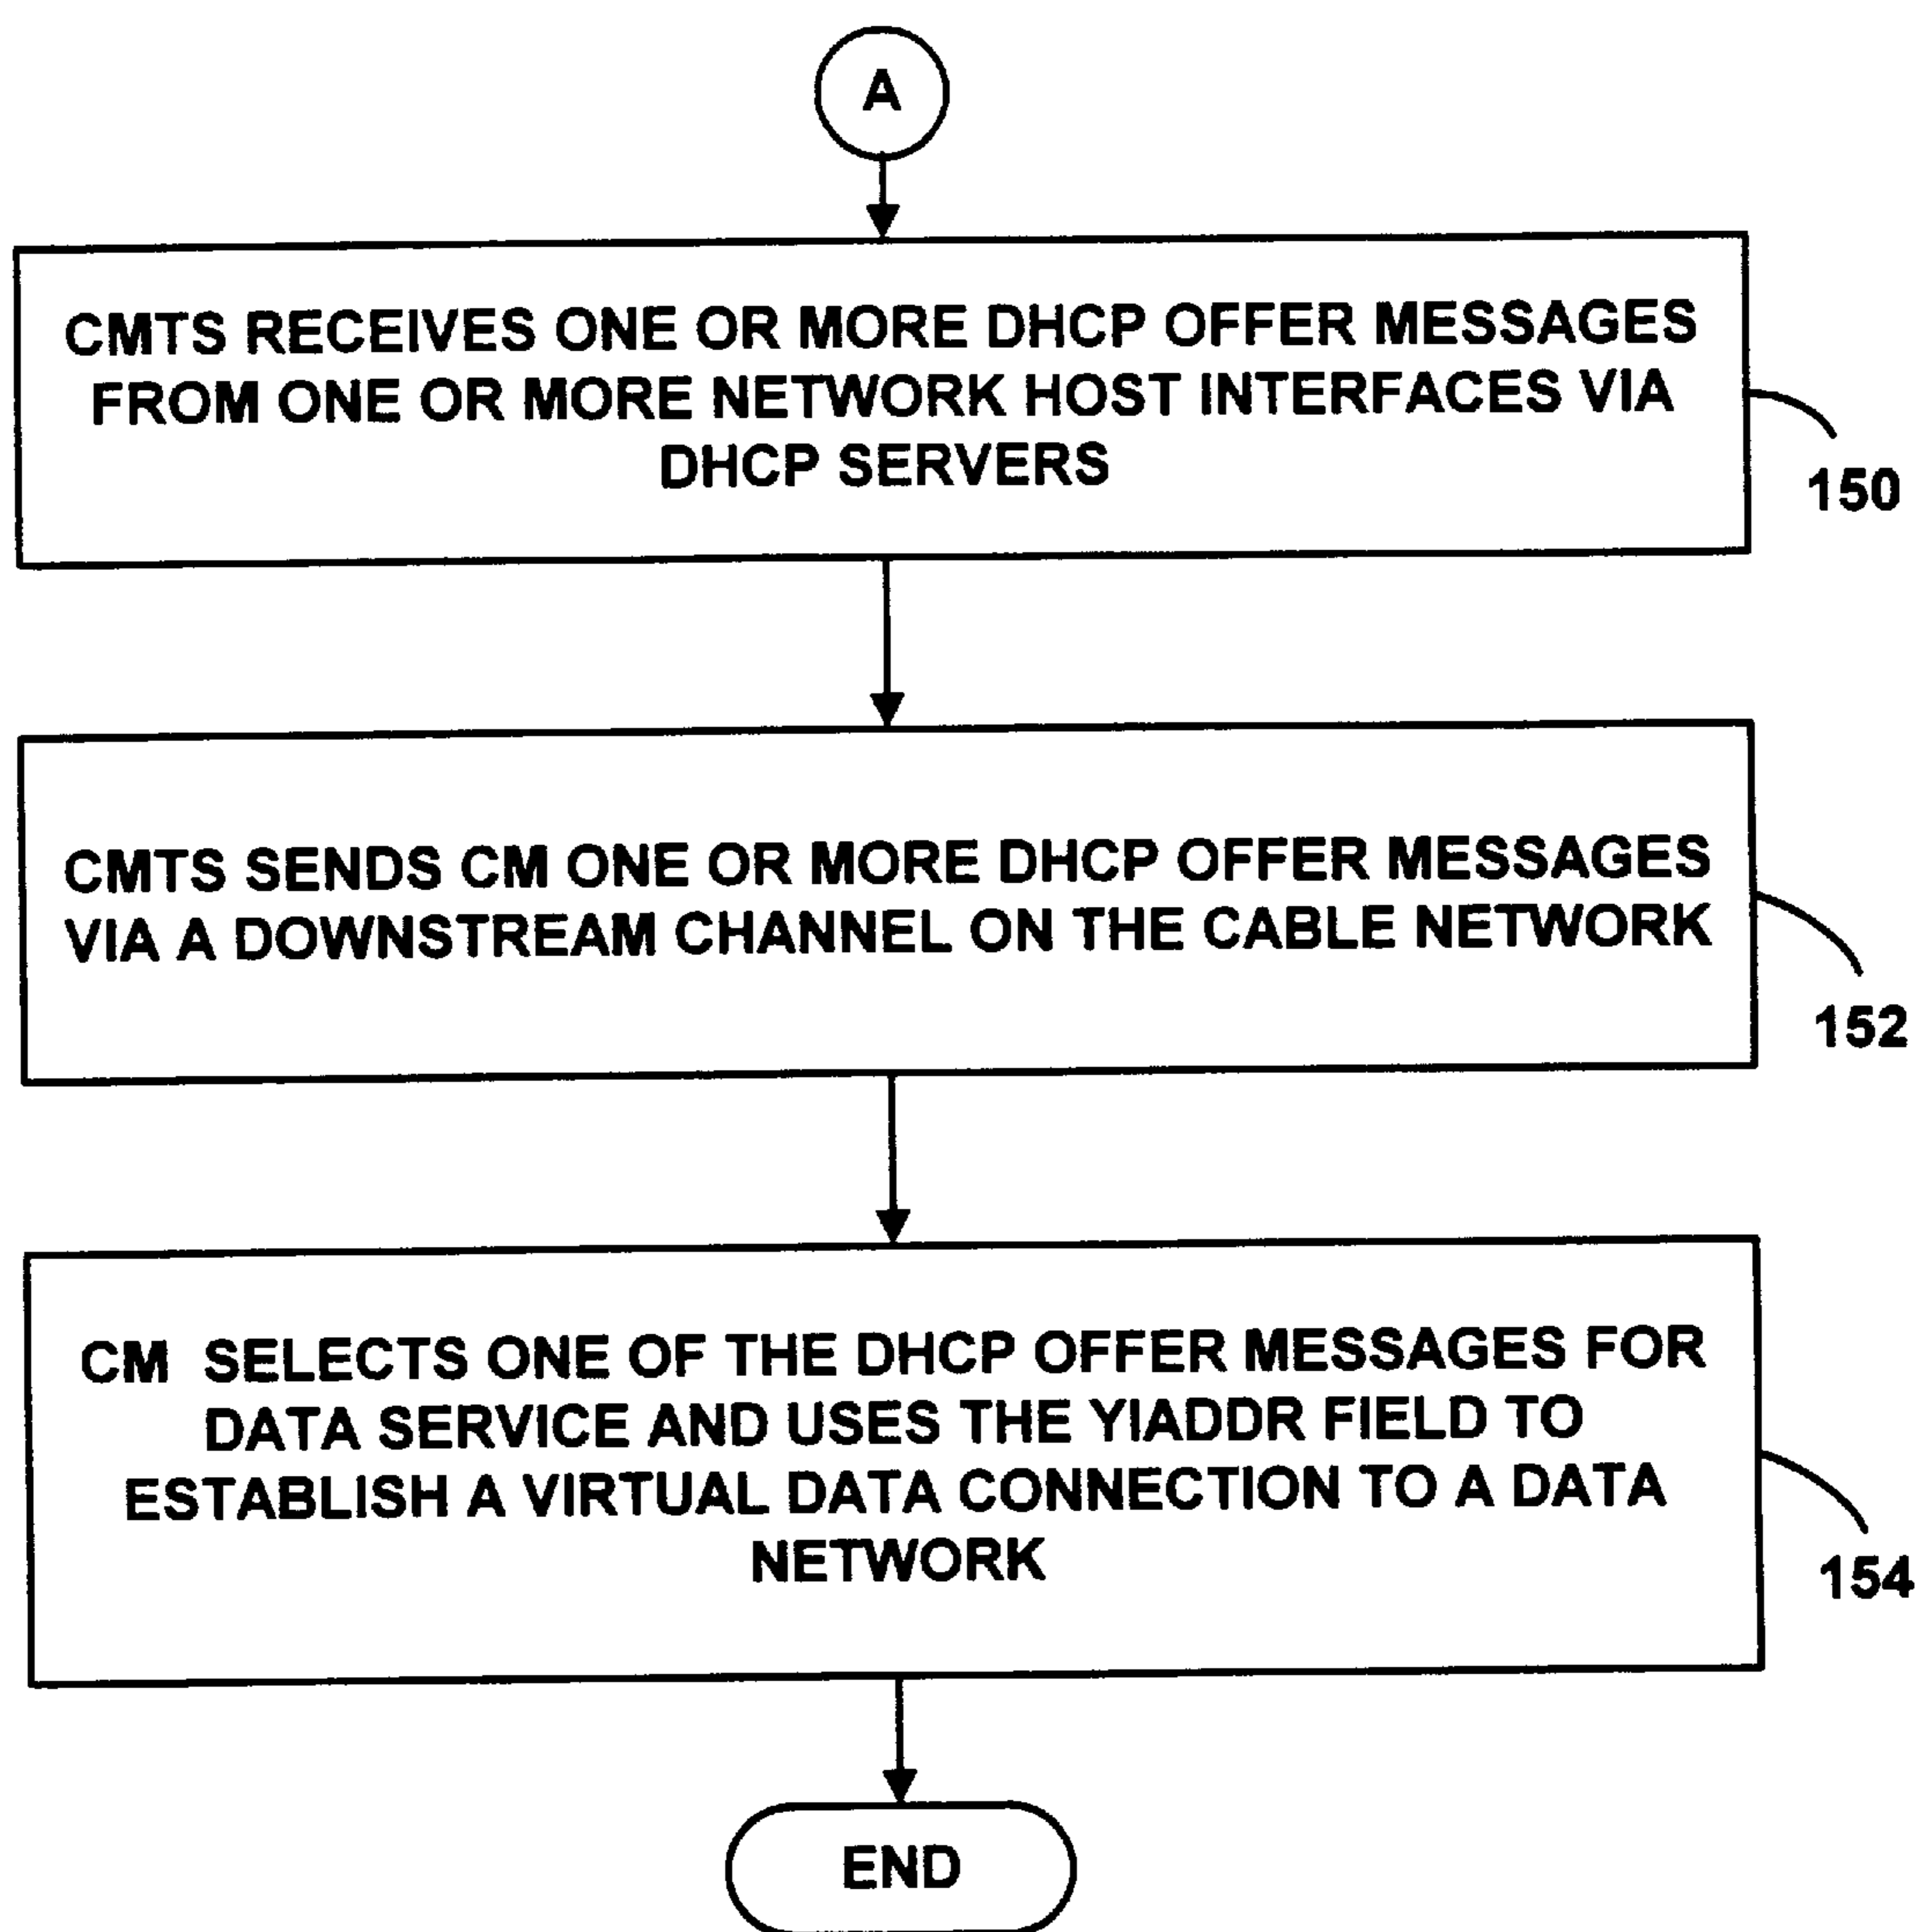 A
CMTS RECEIVES ONE OR MORE DHCP OFFER MESSAGES
FROM ONE OR MORE NETWORK HOST INTERFACES VIA
DHCP SERVERS
150
CMTS SENDS CM ONE OR MORE DHCP OFFER MESSAGES
VIA A DOWNSTREAM CHANNEL ON THE CABLE NETWORK
152
CM SELECTS ONE OF THE DHCP OFFER MESSAGES FOR
DATA SERVICE AND USES THE YIADDR FIELD TO
ESTABLISH A VIRTUAL DATA CONNECTION TO A DATA
NETWORK
154
END